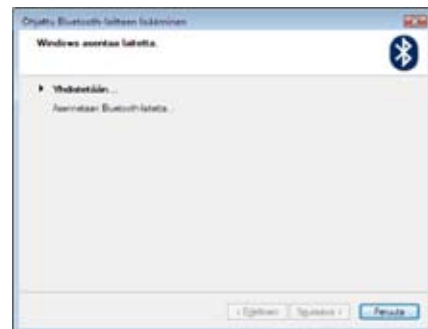 Ohjattu Bluetooth-laitteen lisääminen
Windows asentaa laitetta.
Yhdistetään...
Asennetaan Bluetooth-laitetta...
< Edellinen
Seuraava >
Peruuta